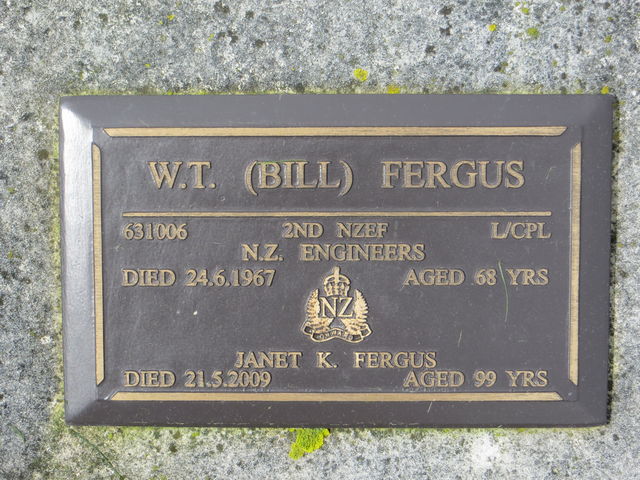 W.T. (BILL) FERGUS
631006 2ND NZEF L/CPL
N.Z. ENGINEERS
DIED 24.6.1967 AGED 68 YRS
NZ
ONWARD
JANET K. FERGUS
DIED 21.5.2009 AGED 99 YRS